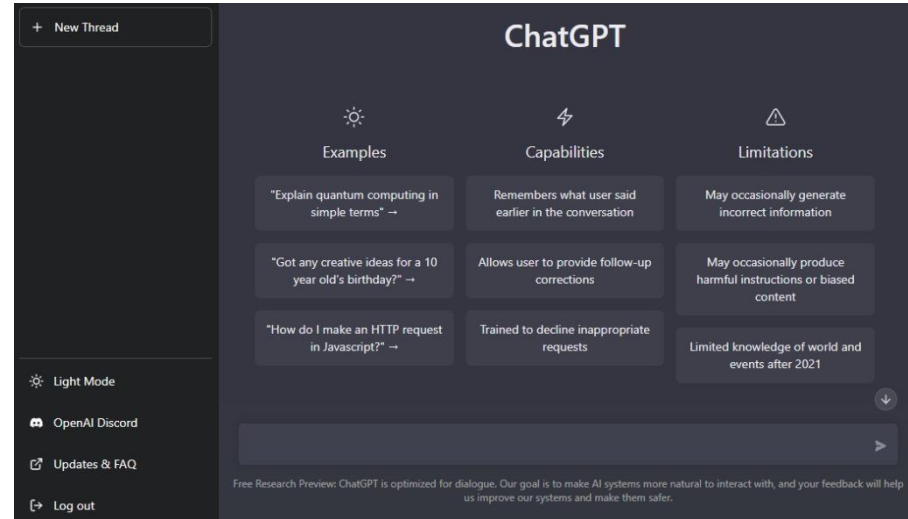 + New Thread
Light Mode
OpenAI Discord
Updates & FAQ
Log out
ChatGPT
Examples
"Explain quantum computing in
simple terms" →
"Got any creative ideas for a 10
year old's birthday?" →
"How do I make an HTTP request
in Javascript?" →
Capabilities
Remembers what user said
earlier in the conversation
Allows user to provide follow-up
corrections
Trained to decline inappropriate
requests
Limitations
May occasionally generate
incorrect information
May occasionally produce
harmful instructions or biased
content
Limited knowledge of world and
events after 2021
Free Research Preview: ChatGPT is optimized for dialogue. Our goal is to make AI systems more natural to interact with, and your feedback will help
us improve our systems and make them safer.